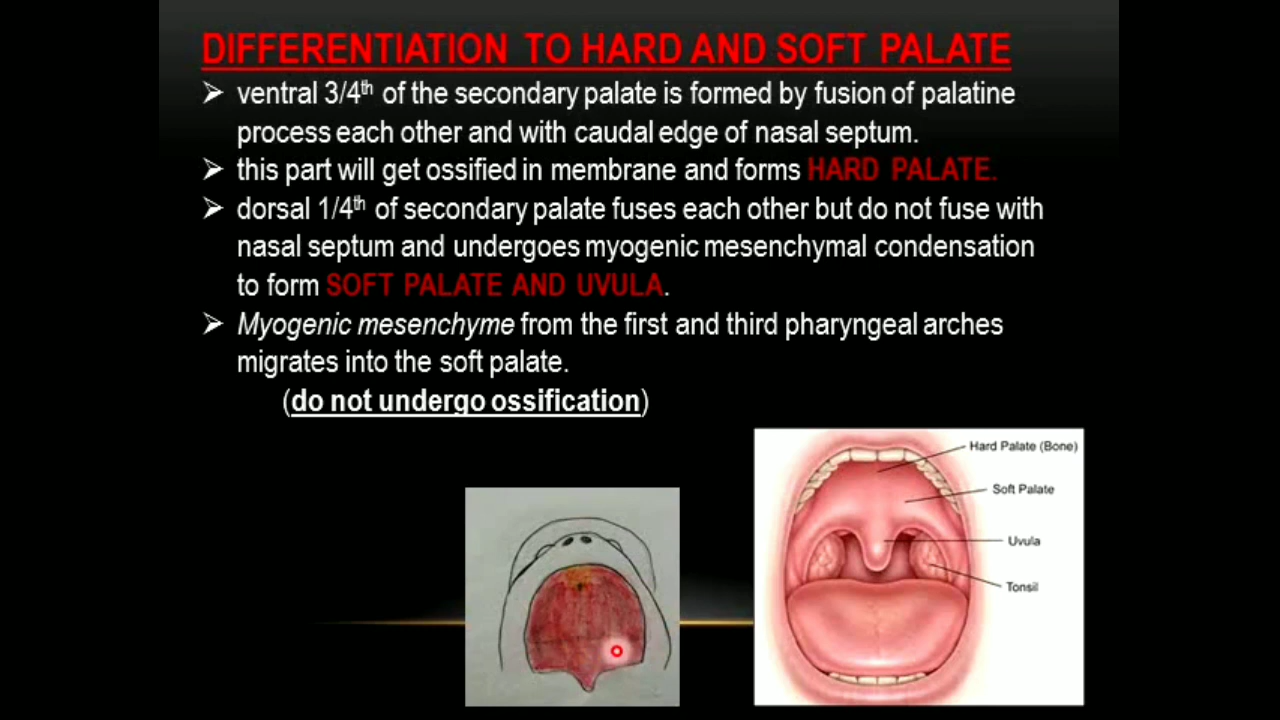 DIFFERENTIATION TO HARD AND SOFT PALATE
➢ ventral 3/4th of the secondary palate is formed by fusion of palatine
process each other and with caudal edge of nasal septum.
➢ this part will get ossified in membrane and forms HARD PALATE.
➢ dorsal 1/4th of secondary palate fuses each other but do not fuse with
nasal septum and undergoes myogenic mesenchymal condensation
to form SOFT PALATE AND UVULA.
➢ Myogenic mesenchyme from the first and third pharyngeal arches
migrates into the soft palate.
(do not undergo ossification)
Hard Palate (Bone)
Soft Palate
Uvula
Tonsil